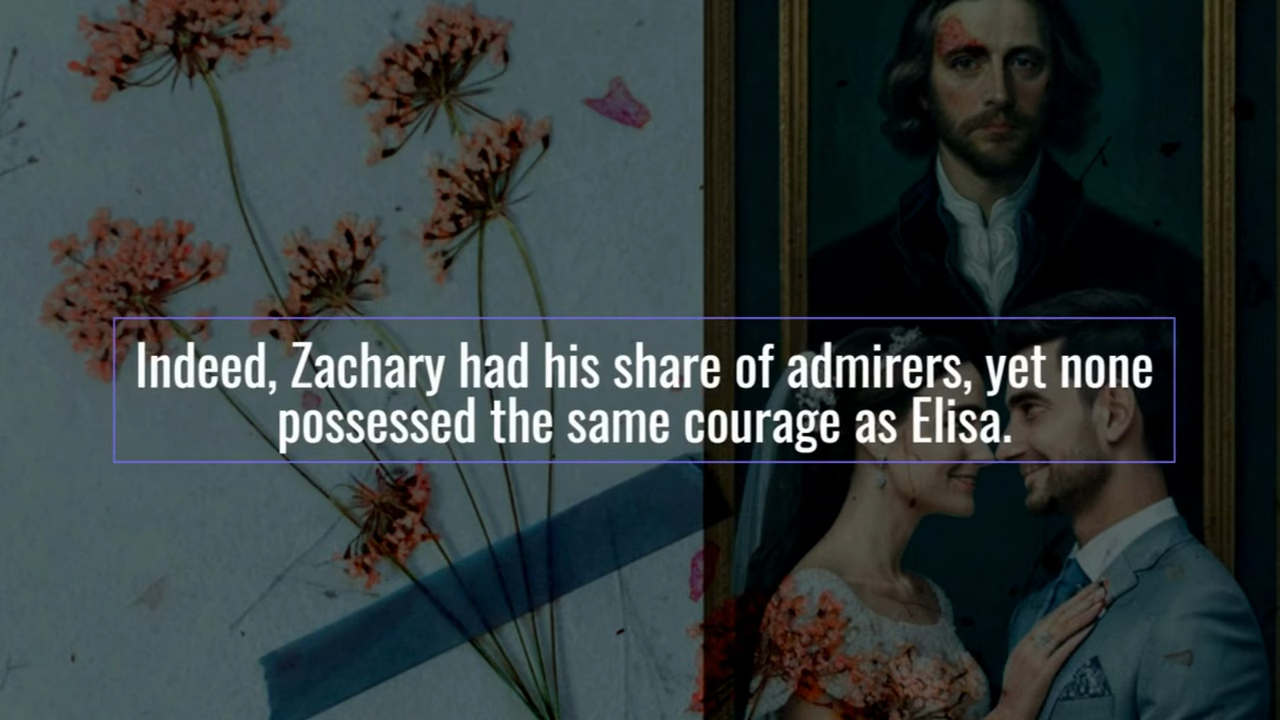 Indeed, Zachary had his share of admirers, yet none
possessed the same courage as Elisa.